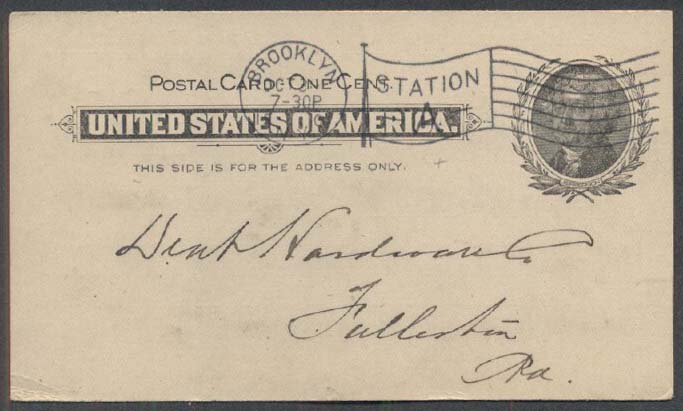 BROOKLYN
7-30P
STATION
A
POSTAL CARD-ONE CENT.
UNITED STATES OF AMERICA.
THIS SIDE IS FOR THE ADDRESS ONLY.
Dent Hardware Co
Fullerton
Pa.